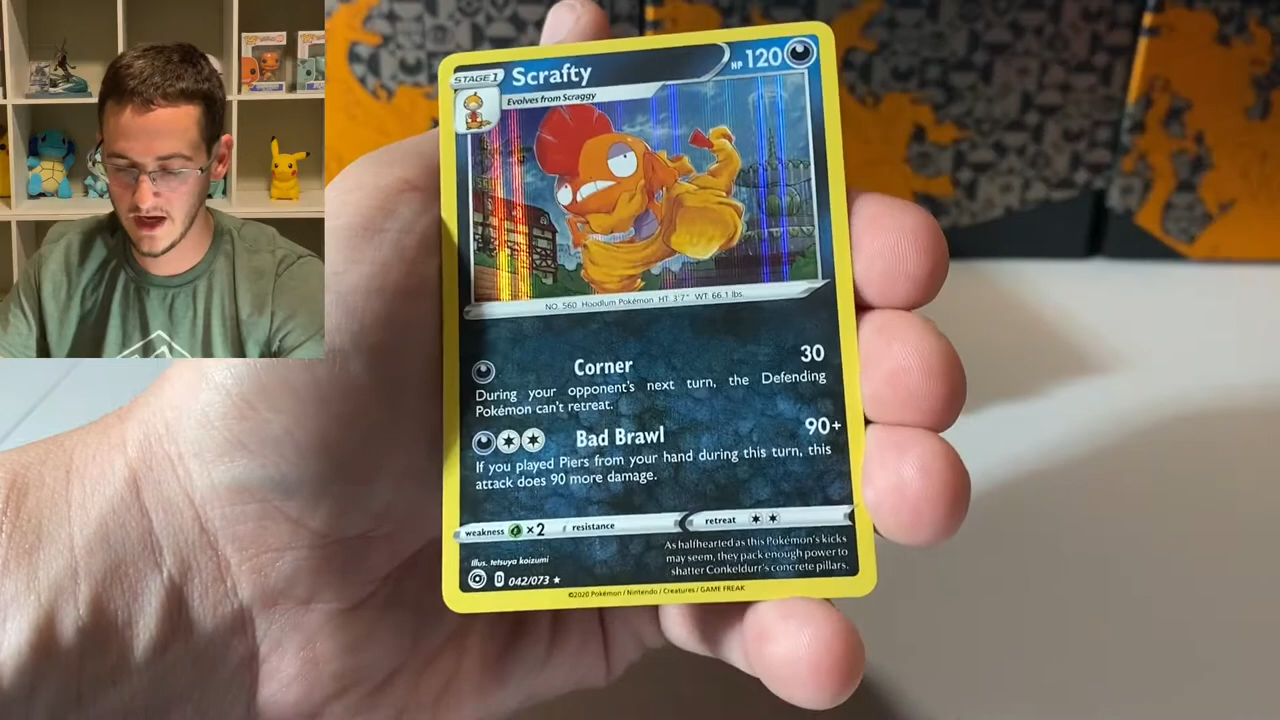 STAGE 1 Scrafty HP 120
Evolves from Scraggy
NO. 560 Hoodlum Pokémon HT: 3'7" WT: 66.1 lbs.
Corner 30
During your opponent's next turn, the Defending
Pokémon can't retreat.
Bad Brawl 90+
If you played Piers from your hand during this turn, this
attack does 90 more damage.
weakness ×2 resistance retreat
As halfhearted as this Pokémon's kicks
may seem, they pack enough power to
shatter Conkeldurr's concrete pillars.
Illus. tetsuya koizumi
D 042/073 ★
©2020 Pokémon / Nintendo / Creatures / GAME FREAK